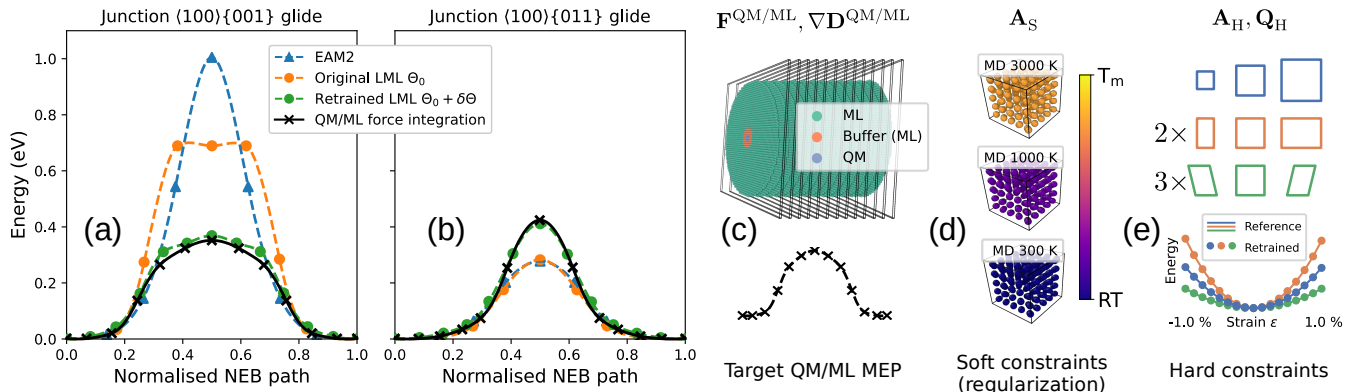 Junction ⟨100⟩{001} glide
Energy (eV)
1.0
0.8
0.6
0.4
0.2
0.0
(a)
0.0 0.2 0.4 0.6 0.8 1.0
Normalised NEB path
EAM2
Original LML Θ₀
Retrained LML Θ₀ + δΘ
QM/ML force integration
Junction ⟨100⟩{011} glide
(b)
0.0 0.2 0.4 0.6 0.8 1.0
Normalised NEB path
F^QM/ML, ∇D^QM/ML
ML
Buffer (ML)
QM
(c)
Target QM/ML MEP
A_S
MD 3000 K
MD 1000 K
MD 300 K
T_m
RT
(d)
Soft constraints
(regularization)
A_H, Q_H
2×
3×
(e)
Reference
Retrained
Energy
-1.0 % Strain ε 1.0 %
Hard constraints